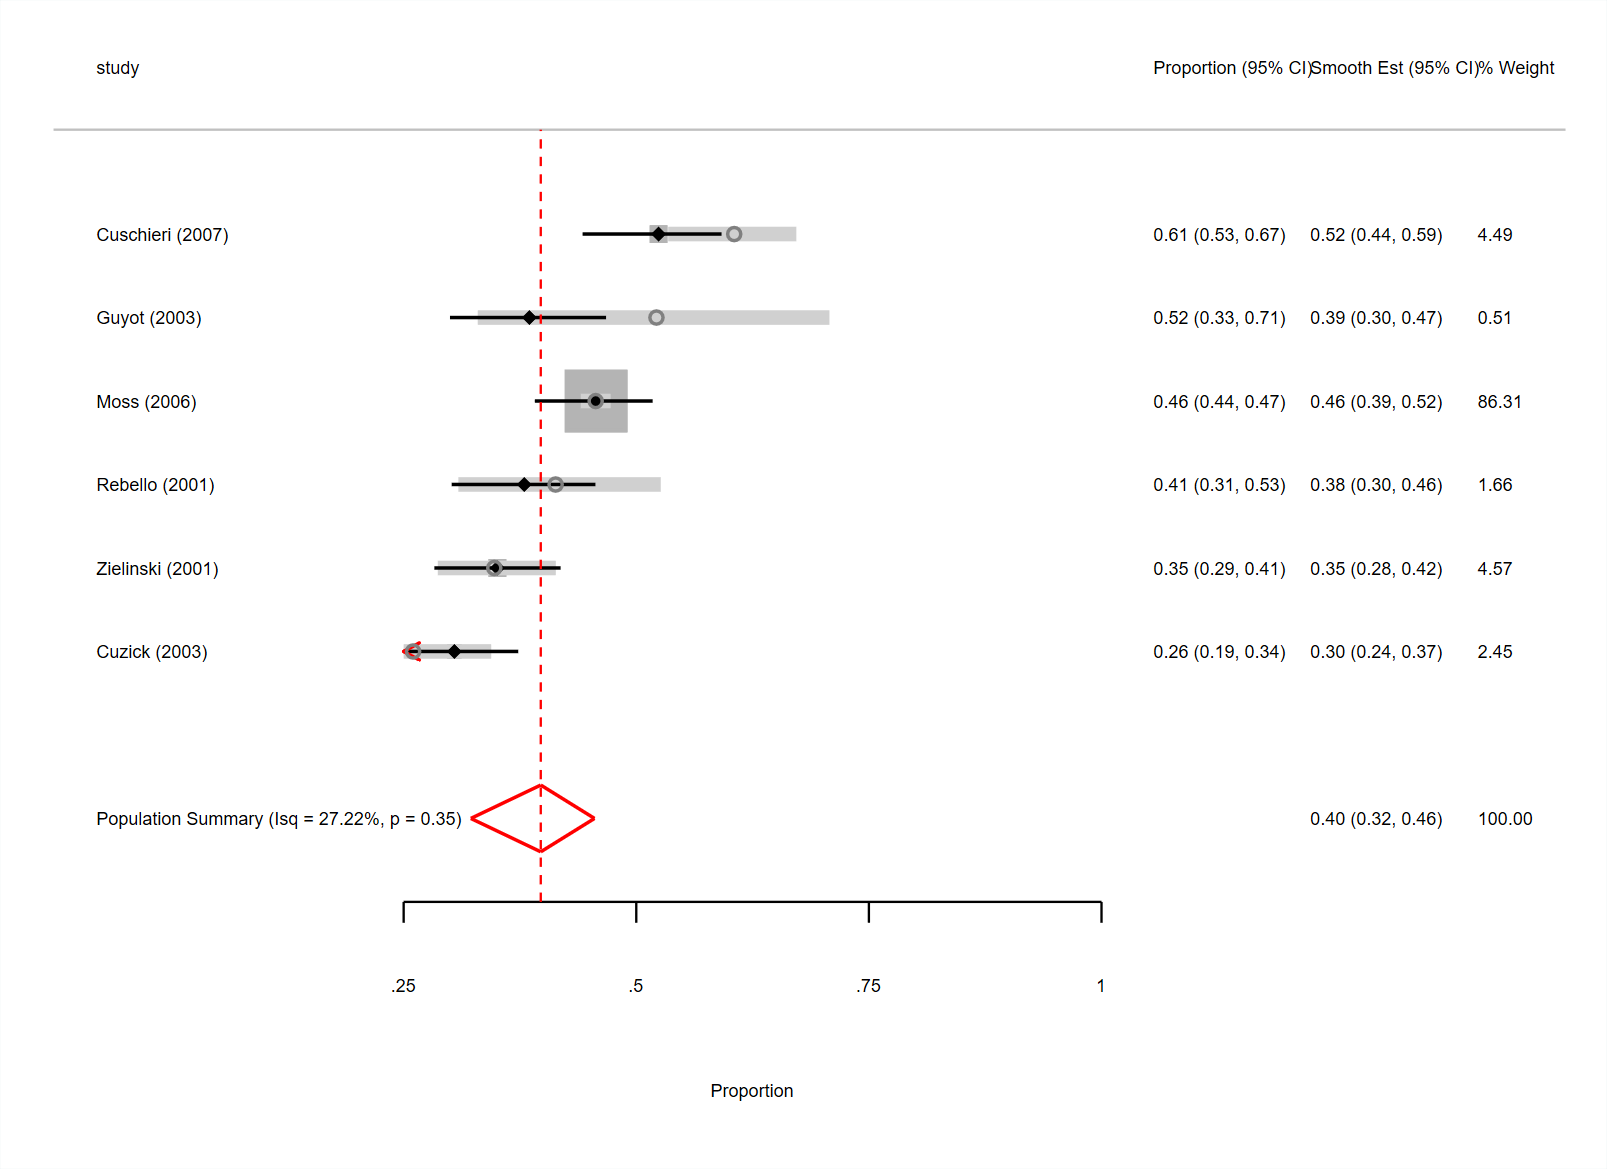 study Proportion (95% CI) Smooth Est (95% CI) % Weight
Cuschieri (2007) 0.61 (0.53, 0.67) 0.52 (0.44, 0.59) 4.49
Guyot (2003) 0.52 (0.33, 0.71) 0.39 (0.30, 0.47) 0.51
Moss (2006) 0.46 (0.44, 0.47) 0.46 (0.39, 0.52) 86.31
Rebello (2001) 0.41 (0.31, 0.53) 0.38 (0.30, 0.46) 1.66
Zielinski (2001) 0.35 (0.29, 0.41) 0.35 (0.28, 0.42) 4.57
Cuzick (2003) 0.26 (0.19, 0.34) 0.30 (0.24, 0.37) 2.45
Population Summary (Isq = 27.22%, p = 0.35) 0.40 (0.32, 0.46) 100.00
.25 .5 .75 1
Proportion